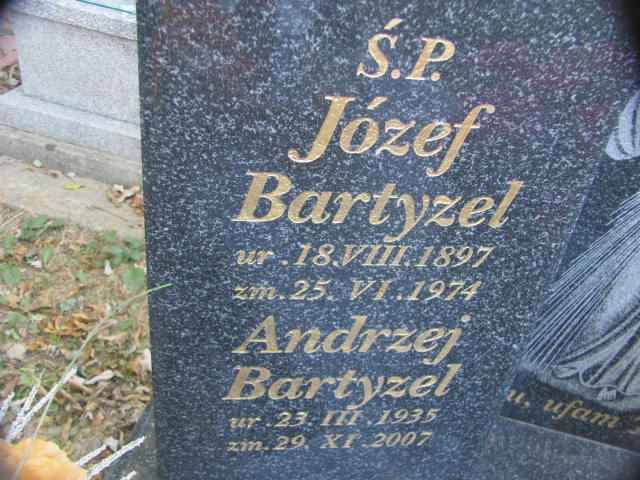 Ś.P.
Józef
Bartyzel
ur.18.VIII.1897
zm.25. VI.1974
Andrzej
Bartyzel
ur.23.III.1935
zm.29. XI.2007
u, ufam